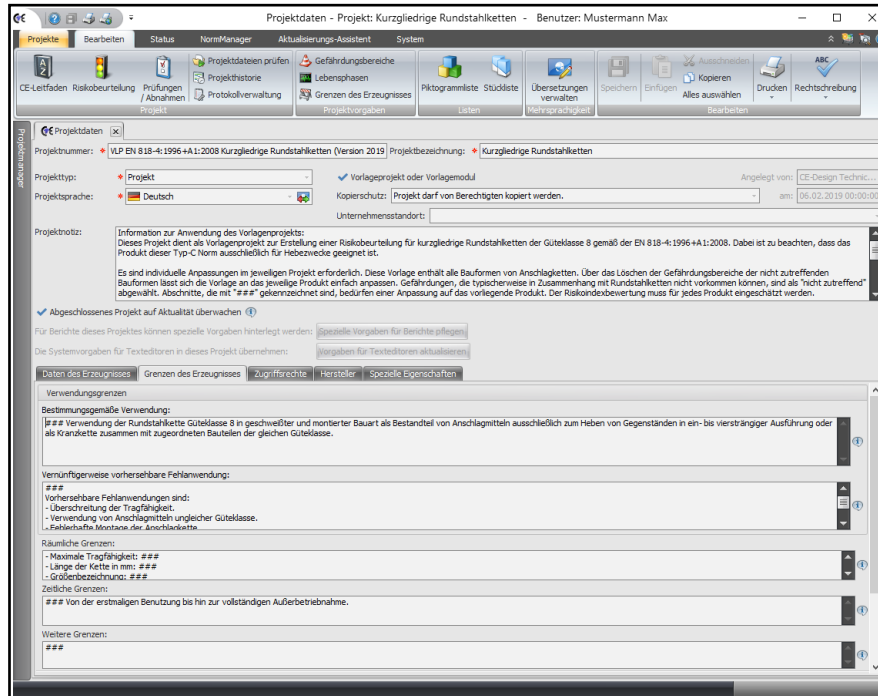 Projektdaten - Projekt: Kurzgliedrige Rundstahlketten - Benutzer: Mustermann Max
Projekte Bearbeiten Status NormManager Aktualisierungs-Assistent System
CE-Leitfaden Risikobeurteilung Prüfungen / Abnahmen
Projektdateien prüfen
Projekthistorie
Protokollverwaltung
Projekt
Gefährdungsbereiche
Lebensphasen
Grenzen des Erzeugnisses
Projektvorgaben
Piktogrammliste Stückliste
Listen
Übersetzungen verwalten
Mehrsprachigkeit
Speichern Einfügen
Ausschneiden
Kopieren
Alles auswählen
Drucken
ABC
Rechtschreibung
Bearbeiten
Projektmanager
Projektdaten
Projektnummer: * VLP EN 818-4:1996+A1:2008 Kurzgliedrige Rundstahlketten (Version 2019 Projektbezeichnung: * Kurzgliedrige Rundstahlketten
Projekttyp: * Projekt Vorlageprojekt oder Vorlagemodul Angelegt von: CE-Design Technic...
Projektsprache: * Deutsch Kopierschutz: Projekt darf von Berechtigten kopiert werden. am: 06.02.2019 00:00:00
Unternehmensstandort:
Projektnotiz: Information zur Anwendung des Vorlagenprojekts:
Dieses Projekt dient als Vorlagenprojekt zur Erstellung einer Risikobeurteilung für kurzgliedrige Rundstahlketten der Güteklasse 8 gemäß der EN 818-4:1996+A1:2008. Dabei ist zu beachten, dass das
Produkt dieser Typ-C Norm ausschließlich für Hebezwecke geeignet ist.
Es sind individuelle Anpassungen im jeweiligen Projekt erforderlich. Diese Vorlage enthält alle Bauformen von Anschlagketten. Über das Löschen der Gefährdungsbereiche der nicht zutreffenden
Bauformen lässt sich die Vorlage an das jeweilige Produkt einfach anpassen. Gefährdungen, die typischerweise in Zusammenhang mit Rundstahlketten nicht vorkommen können, sind als "nicht zutreffend"
abgewählt. Abschnitte, die mit "###" gekennzeichnet sind, bedürfen einer Anpassung auf das vorliegende Produkt. Der Risikoindexbewertung muss für jedes Produkt eingeschätzt werden.
Abgeschlossenes Projekt auf Aktualität überwachen
Für Berichte dieses Projektes können spezielle Vorgaben hinterlegt werden: Spezielle Vorgaben für Berichte pflegen
Die Systemvorgaben für Texteditoren in dieses Projekt übernehmen: Vorgaben für Texteditoren aktualisieren
Daten des Erzeugnisses Grenzen des Erzeugnisses Zugriffsrechte Hersteller Spezielle Eigenschaften
Verwendungsgrenzen
Bestimmungsgemäße Verwendung:
### Verwendung der Rundstahlkette Güteklasse 8 in geschweißter und montierter Bauart als Bestandteil von Anschlagmitteln ausschließlich zum Heben von Gegenständen in ein- bis viersträngiger Ausführung oder
als Kranzkette zusammen mit zugeordneten Bauteilen der gleichen Güteklasse.
Vernünftigerweise vorhersehbare Fehlanwendung:
###
Vorhersehbare Fehlanwendungen sind:
- Überschreitung der Tragfähigkeit.
- Verwendung von Anschlagmitteln ungleicher Güteklasse.
- Fehlerhafte Montage der Anschlagkette
Räumliche Grenzen:
- Maximale Tragfähigkeit: ###
- Länge der Kette in mm: ###
- Größenbezeichnung: ###
Zeitliche Grenzen:
### Von der erstmaligen Benutzung bis hin zur vollständigen Außerbetriebnahme.
Weitere Grenzen:
###